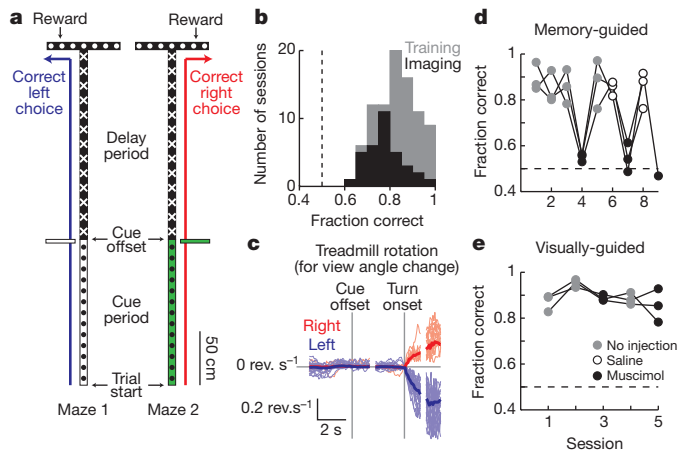 a
Reward
Reward
Correct
left
choice
Correct
right
choice
Delay
period
Cue
offset
Cue
period
Trial
start
50 cm
Maze 1
Maze 2
b
Number of sessions
20
10
0
Training
Imaging
0.4
0.6
0.8
1
Fraction correct
c
Treadmill rotation
(for view angle change)
Cue
offset
Turn
onset
Right
Left
0 rev. s⁻¹
0.2 rev.s⁻¹
2 s
d
Memory-guided
Fraction correct
1
0.8
0.6
0.4
2
4
6
8
e
Visually-guided
Fraction correct
1
0.8
0.6
0.4
No injection
Saline
Muscimol
1
3
5
Session